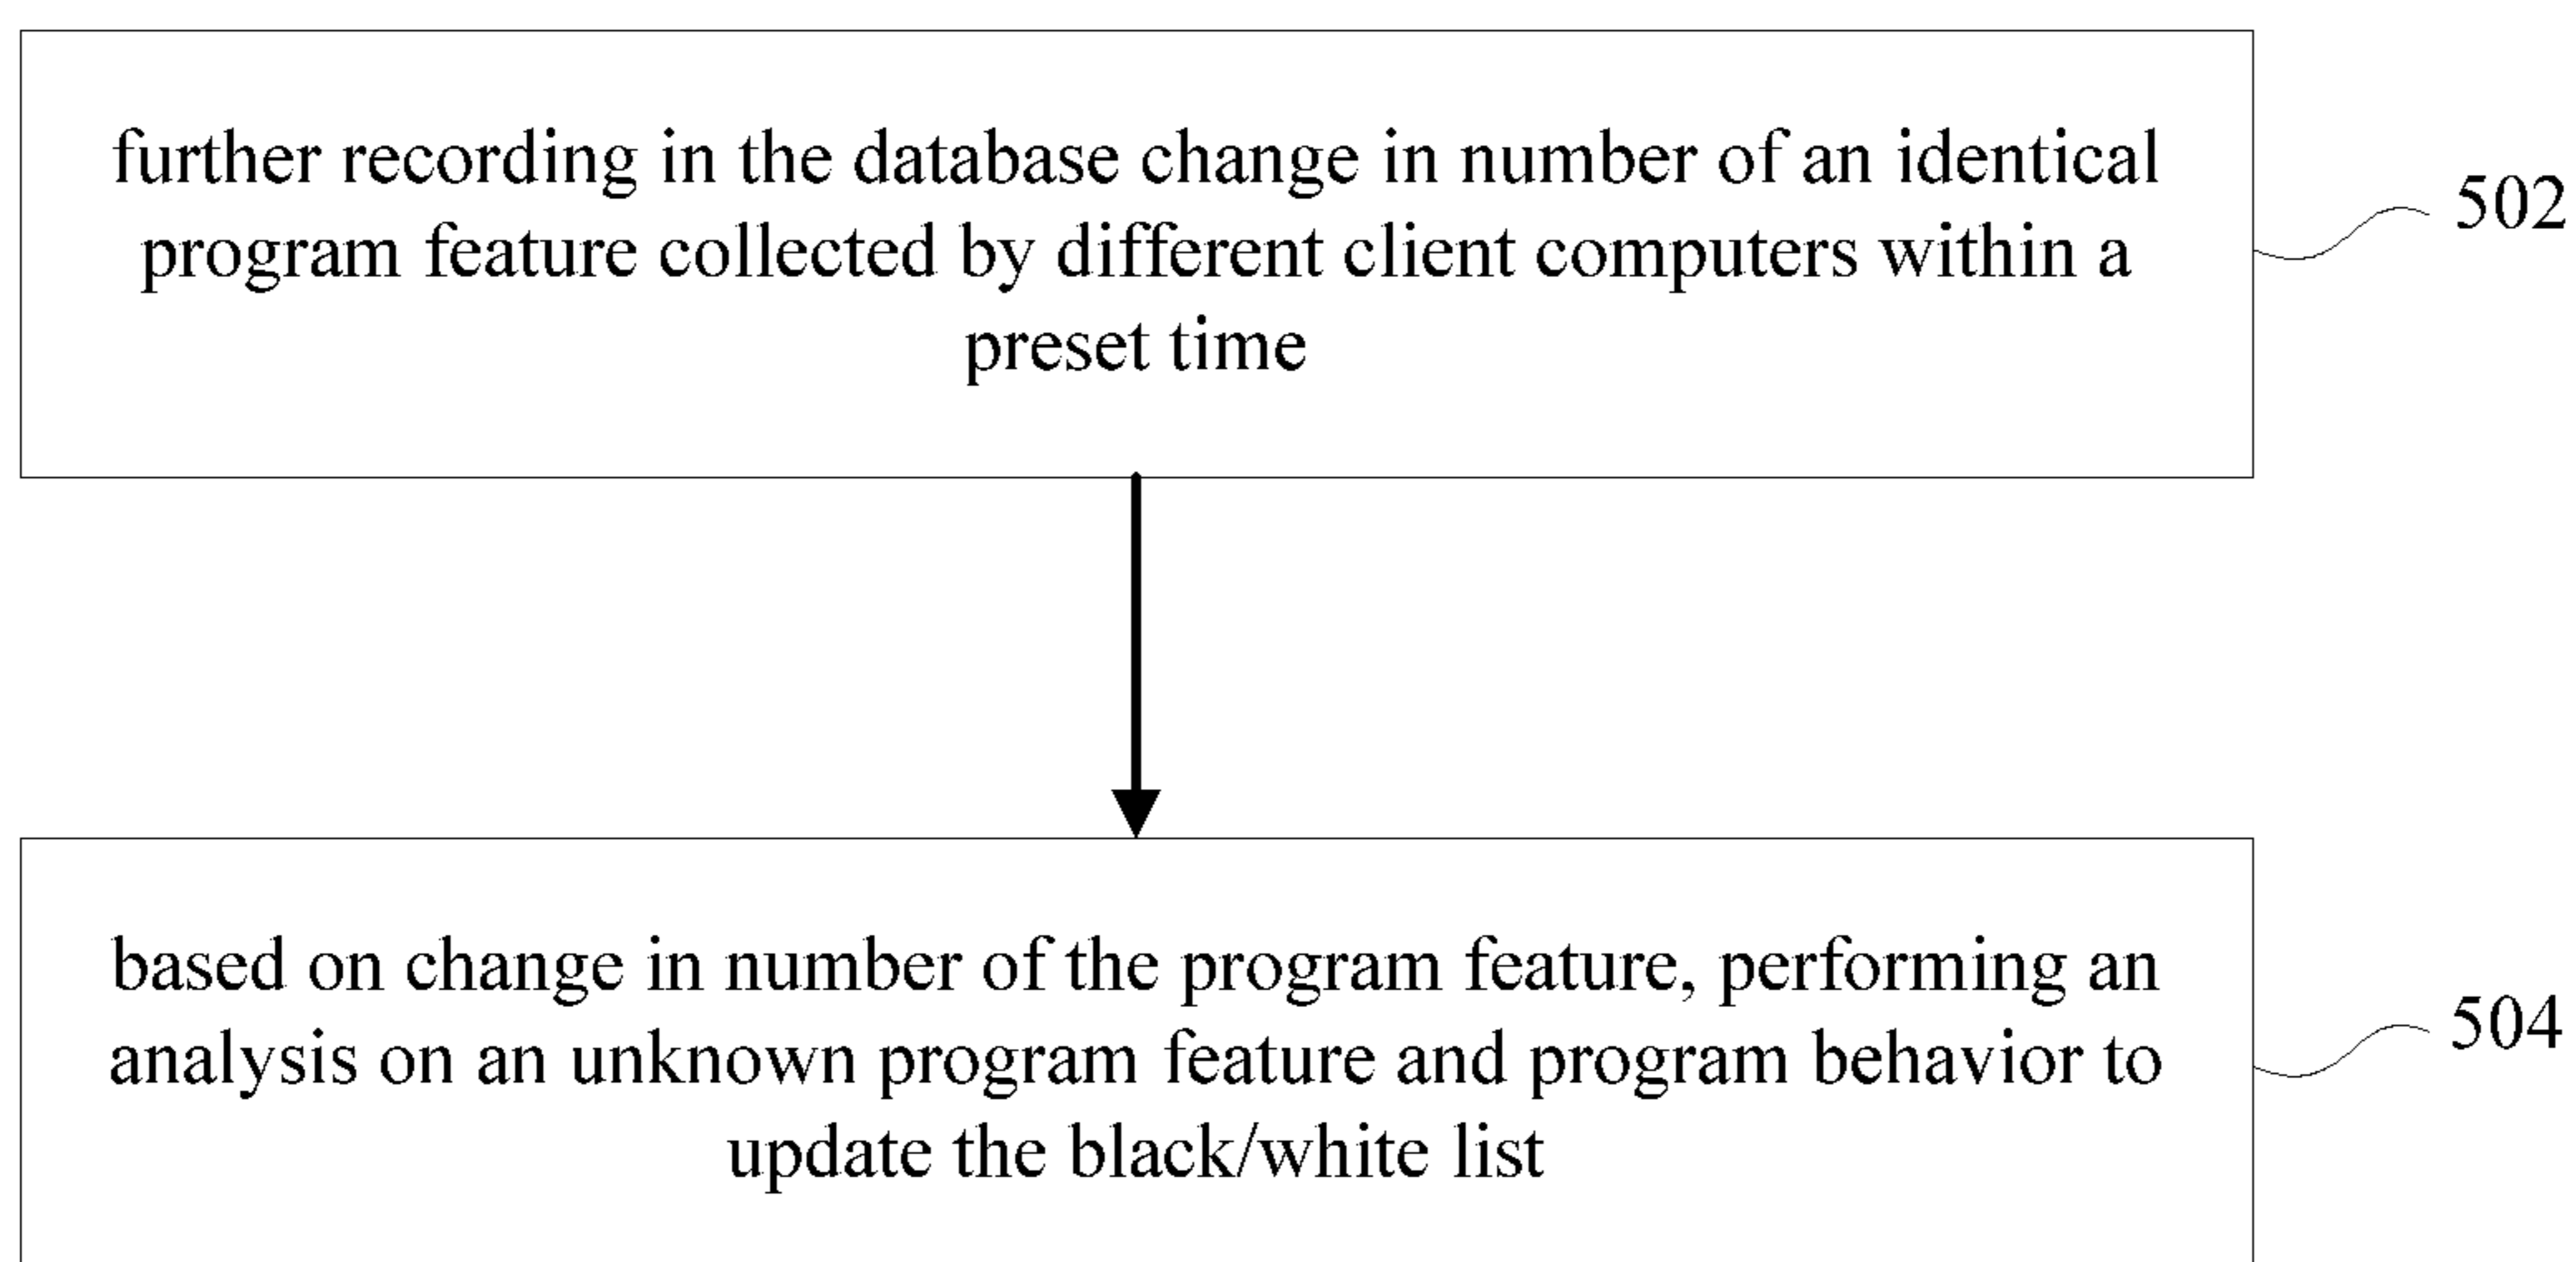 further recording in the database change in number of an identical
program feature collected by different client computers within a
preset time
502
based on change in number of the program feature, performing an
analysis on an unknown program feature and program behavior to
update the black/white list
504